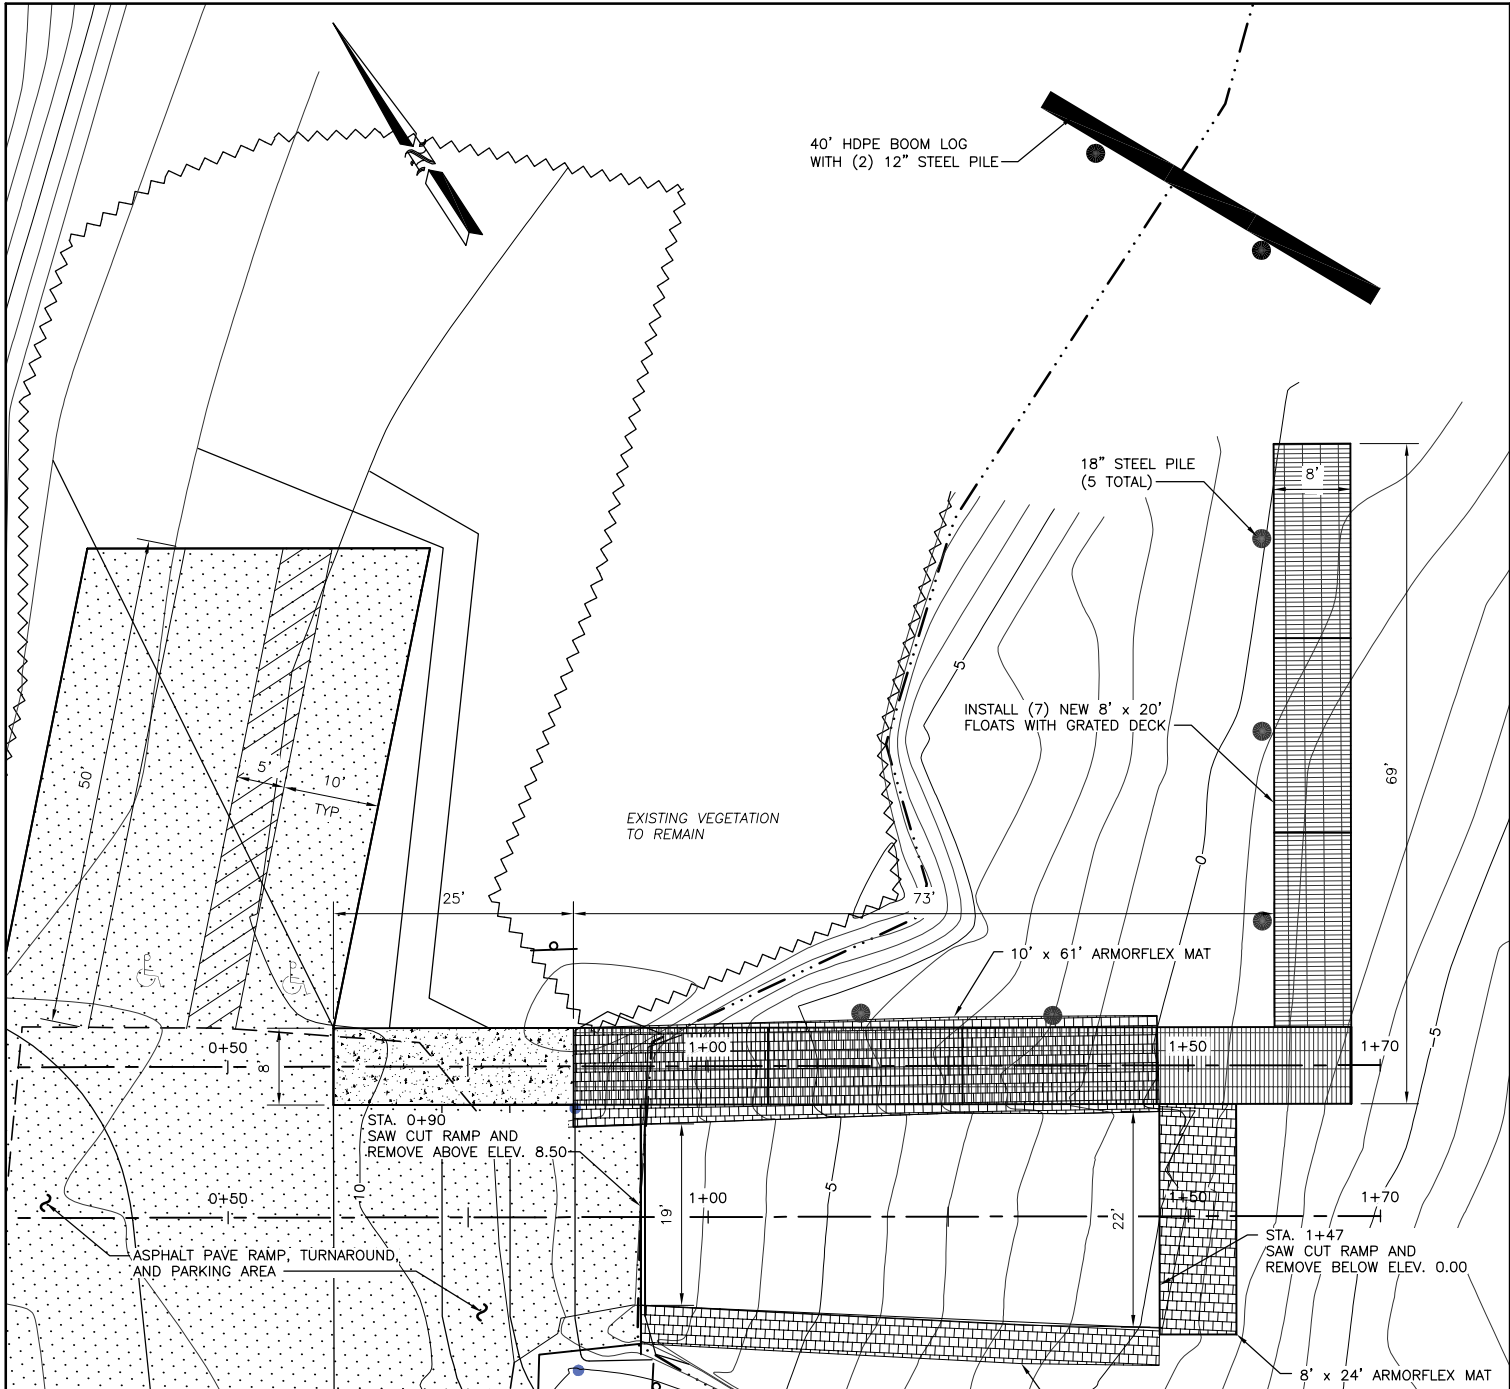 40' HDPE BOOM LOG
WITH (2) 12" STEEL PILE
18" STEEL PILE
(5 TOTAL)
8'
INSTALL (7) NEW 8' x 20'
FLOATS WITH GRATED DECK
69'
5
50'
5'
10'
TYP.
EXISTING VEGETATION
TO REMAIN
0
25'
73'
10' x 61' ARMORFLEX MAT
-5
0+50
1+00
1+50
1+70
8'
STA. 0+90
SAW CUT RAMP AND
REMOVE ABOVE ELEV. 8.50
10
0+50
1+00
5
1+50
1+70
19'
22'
ASPHALT PAVE RAMP, TURNAROUND,
AND PARKING AREA
STA. 1+47
SAW CUT RAMP AND
REMOVE BELOW ELEV. 0.00
8' x 24' ARMORFLEX MAT